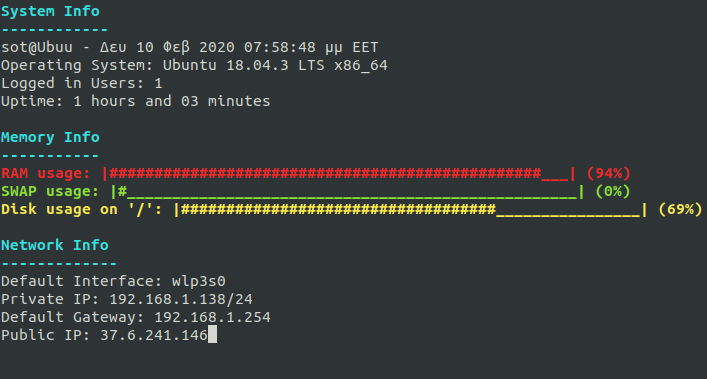 System Info
------------
sot@Ubuu - Δευ 10 Φεβ 2020 07:58:48 μμ EET
Operating System: Ubuntu 18.04.3 LTS x86_64
Logged in Users: 1
Uptime: 1 hours and 03 minutes
Memory Info
-----------
RAM usage: |################################################___| (94%)
SWAP usage: |#__________________________________________________| (0%)
Disk usage on '/': |###################################________________| (69%)
Network Info
-------------
Default Interface: wlp3s0
Private IP: 192.168.1.138/24
Default Gateway: 192.168.1.254
Public IP: 37.6.241.146